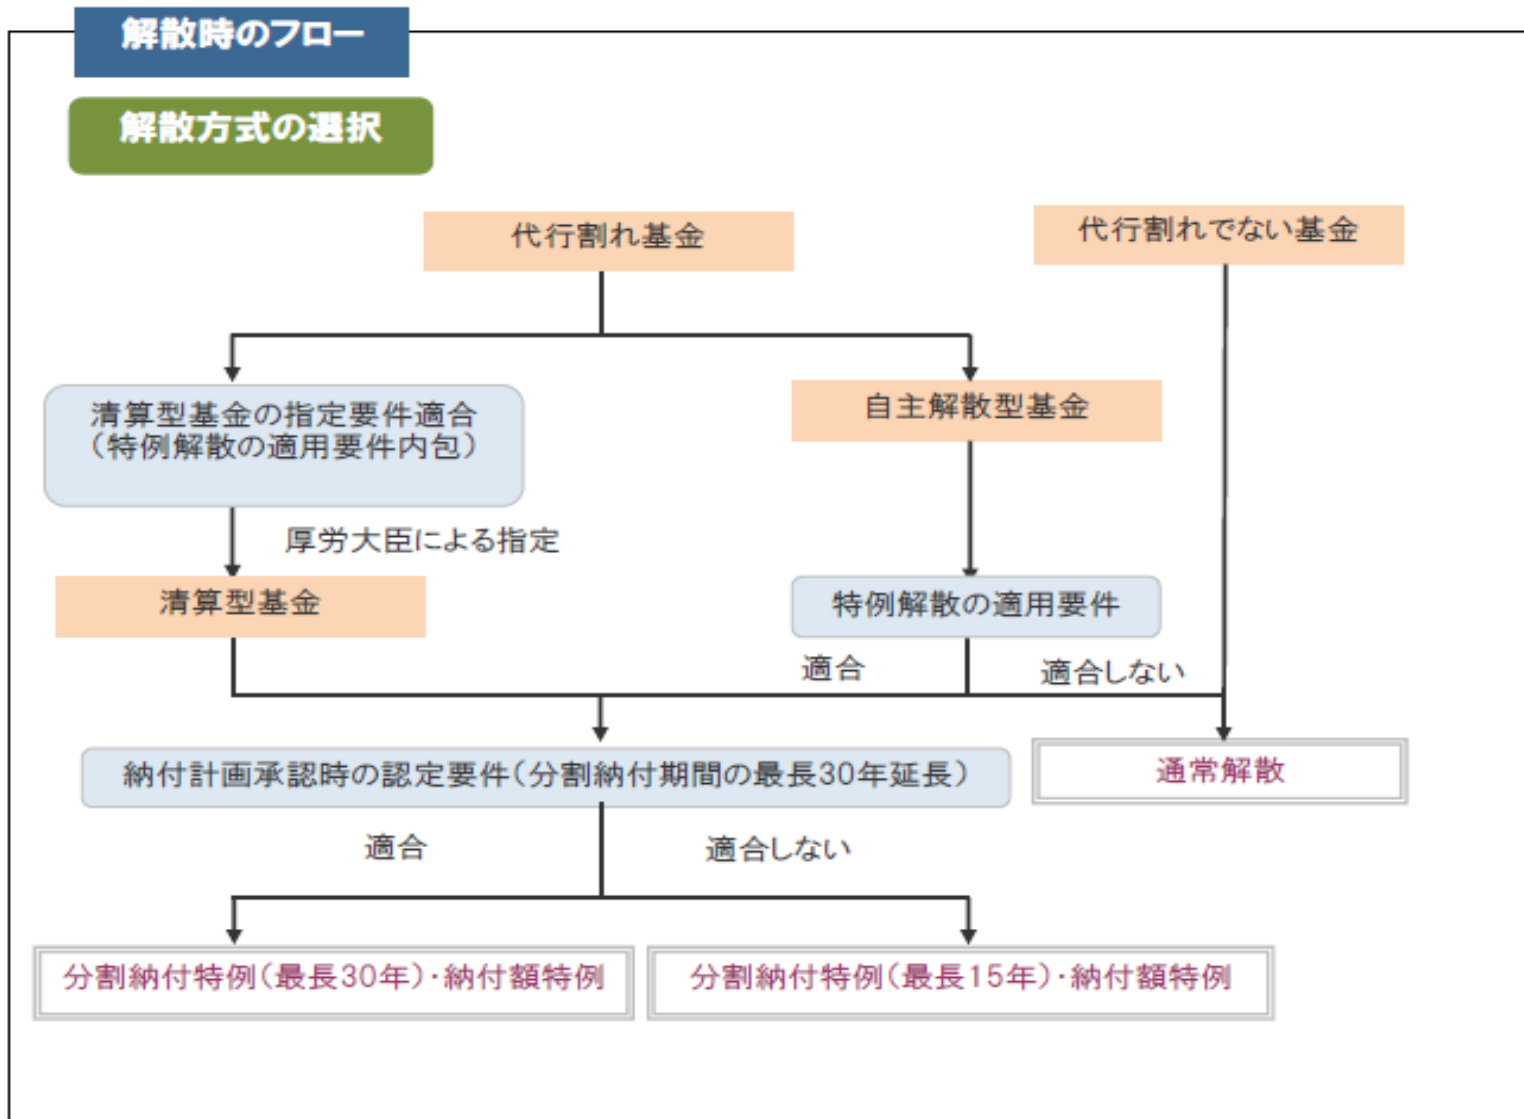 解散時のフロー
解散方式の選択
代行割れ基金
代行割れでない基金
清算型基金の指定要件適合
（特例解散の適用要件内包）
自主解散型基金
厚労大臣による指定
清算型基金
特例解散の適用要件
適合
適合しない
納付計画承認時の認定要件（分割納付期間の最長30年延長）
通常解散
適合
適合しない
分割納付特例（最長30年）・納付額特例
分割納付特例（最長15年）・納付額特例